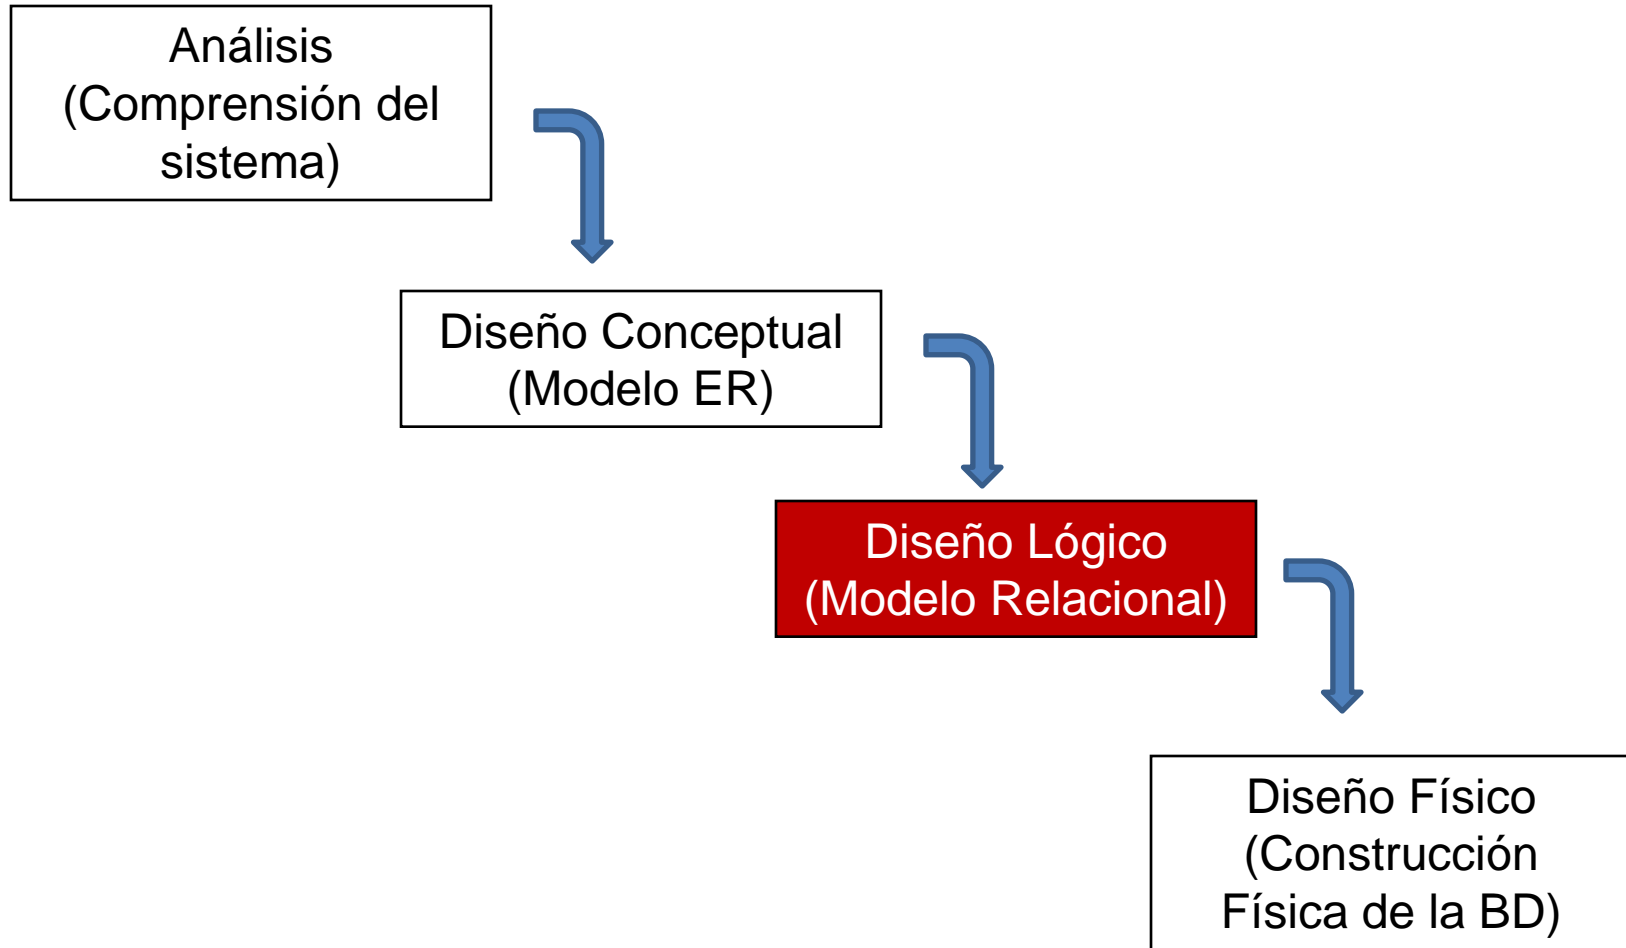 Análisis
(Comprensión del
sistema)
Diseño Conceptual
(Modelo ER)
Diseño Lógico
(Modelo Relacional)
Diseño Físico
(Construcción
Física de la BD)